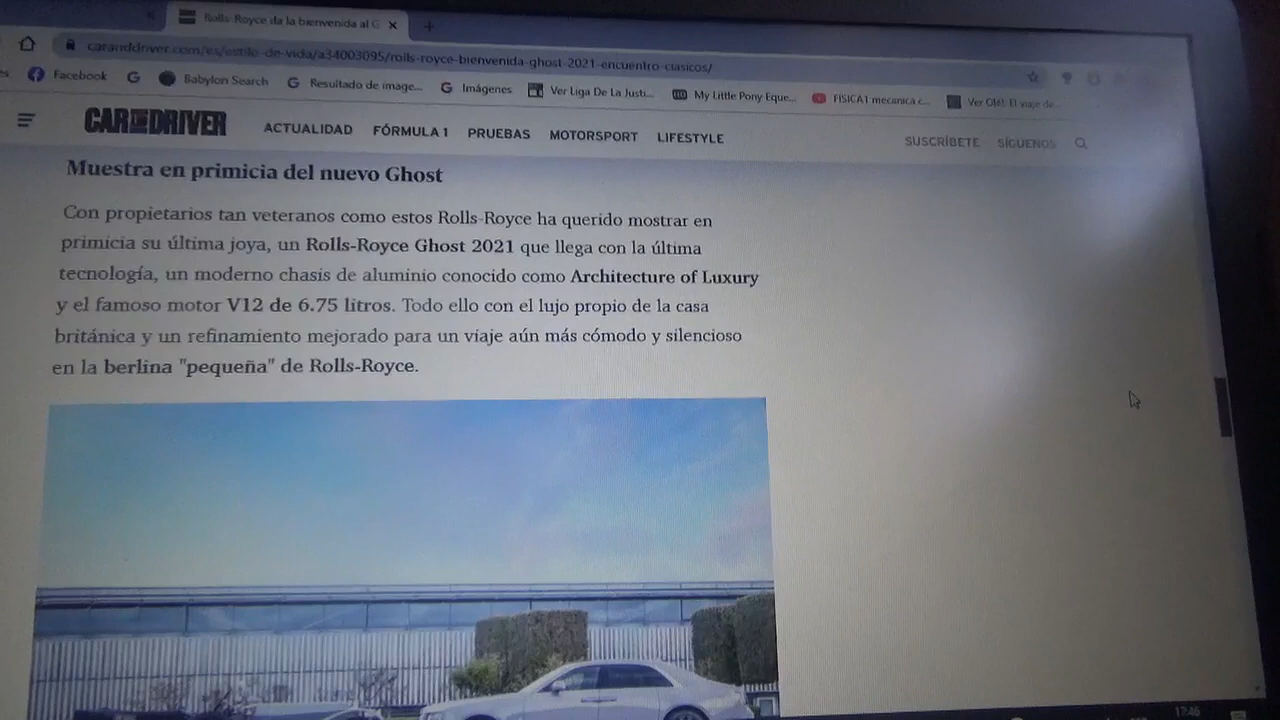 Rolls-Royce da la bienvenida al G
caranddriver.com/es/estilo-de-vida/a34003095/rolls-royce-bienvenida-ghost-2021-encuentro-clasicos/
es Facebook Babylon Search Resultado de image... Imágenes Ver Liga De La Justi... My Little Pony Eque... FISICA1 mecanica c... Ver Olé!. El viaje de...
CAR AND DRIVER ACTUALIDAD FÓRMULA 1 PRUEBAS MOTORSPORT LIFESTYLE SUSCRÍBETE SÍGUENOS
Muestra en primicia del nuevo Ghost
Con propietarios tan veteranos como estos Rolls-Royce ha querido mostrar en
primicia su última joya, un Rolls-Royce Ghost 2021 que llega con la última
tecnología, un moderno chasis de aluminio conocido como Architecture of Luxury
y el famoso motor V12 de 6.75 litros. Todo ello con el lujo propio de la casa
británica y un refinamiento mejorado para un viaje aún más cómodo y silencioso
en la berlina "pequeña" de Rolls-Royce.
17:46